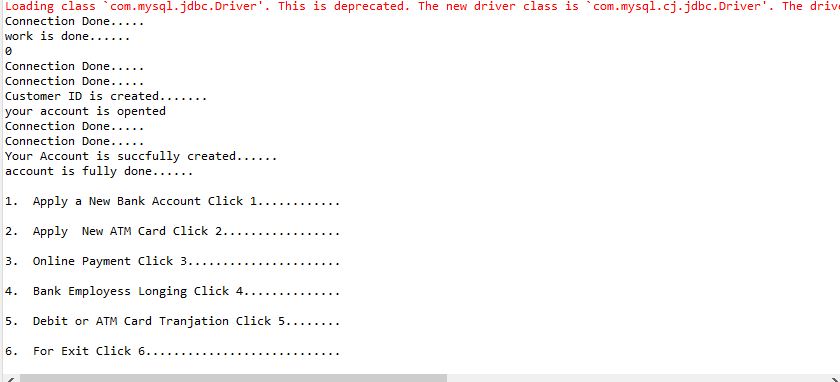 Loading class `com.mysql.jdbc.Driver'. This is deprecated. The new driver class is `com.mysql.cj.jdbc.Driver'. The drive
Connection Done.....
work is done......
0
Connection Done.....
Connection Done.....
Customer ID is created.......
your account is opented
Connection Done.....
Connection Done.....
Your Account is succfully created......
account is fully done......
1.  Apply a New Bank Account Click 1............
2.  Apply  New ATM Card Click 2.................
3.  Online Payment Click 3......................
4.  Bank Employess Longing Click 4..............
5.  Debit or ATM Card Tranjation Click 5........
6.  For Exit Click 6............................